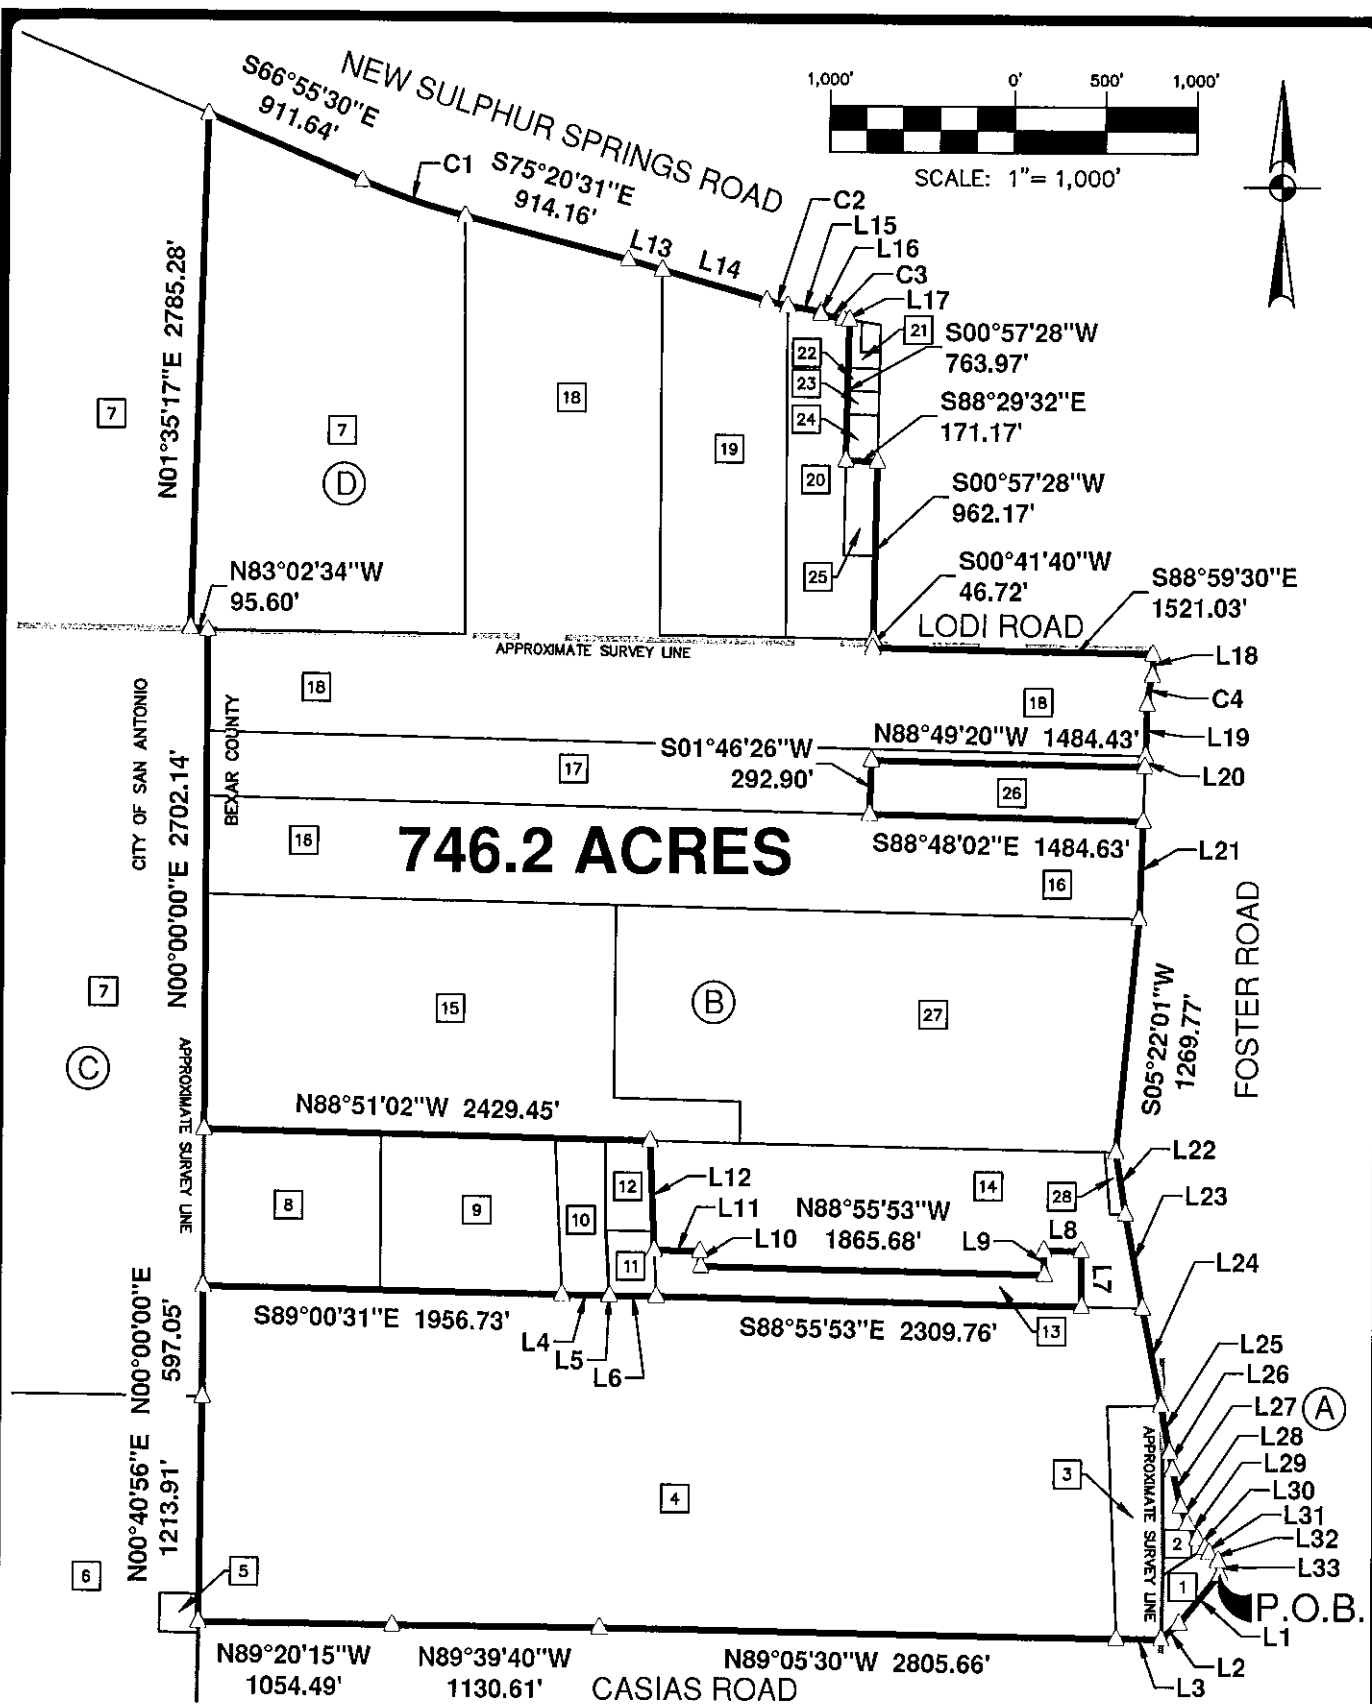 NEW SULPHUR SPRINGS ROAD
S66°55'30"E
911.64'
C1
S75°20'31"E
914.16'
L13
L14
1,000'
0'
500'
1,000'
SCALE: 1"= 1,000'
C2
L15
L16
C3
L17
21
S00°57'28"W
763.97'
22
23
24
S88°29'32"E
171.17'
N01°35'17"E 2785.28'
7
7
D
18
19
20
S00°57'28"W
962.17'
25
S00°41'40"W
46.72'
S88°59'30"E
1521.03'
N83°02'34"W
95.60'
LODI ROAD
APPROXIMATE SURVEY LINE
L18
C4
L19
L20
CITY OF SAN ANTONIO
BEXAR COUNTY
18
18
N88°49'20"W 1484.43'
S01°46'26"W
292.90'
17
26
N00°00'00"E 2702.14'
16
746.2 ACRES
S88°48'02"E 1484.63'
16
L21
FOSTER ROAD
7
15
B
27
S05°22'01"W
1269.77'
C
APPROXIMATE SURVEY LINE
N88°51'02"W 2429.45'
L22
L23
8
9
10
12
L12
L11
14
28
N88°55'53"W
1865.68'
L10
L9
L8
L7
11
L24
S89°00'31"E 1956.73'
L4
L5
L6
S88°55'53"E 2309.76'
13
N00°00'00"E
597.05'
L25
L26
L27
A
L28
L29
L30
L31
L32
L33
APPROXIMATE SURVEY LINE
3
4
2
1
N00°40'56"E
1213.91'
6
5
P.O.B.
L1
L2
L3
N89°20'15"W
1054.49'
N89°39'40"W
1130.61'
N89°05'30"W 2805.66'
CASIAS ROAD